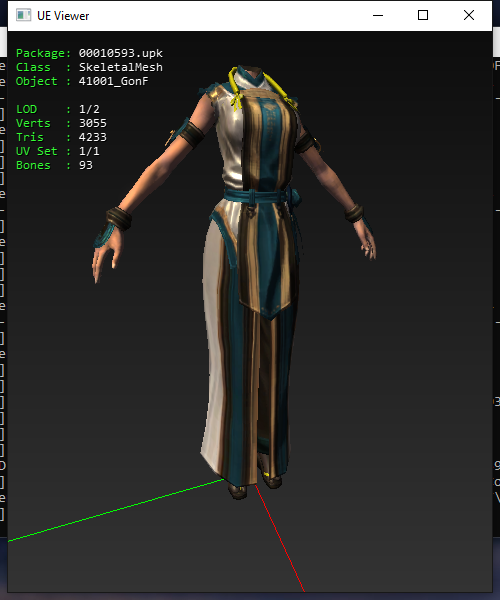 UE Viewer
Package: 00010593.upk
Class  : SkeletalMesh
Object : 41001_GonF
LOD    : 1/2
Verts  : 3055
Tris   : 4233
UV Set : 1/1
Bones  : 93